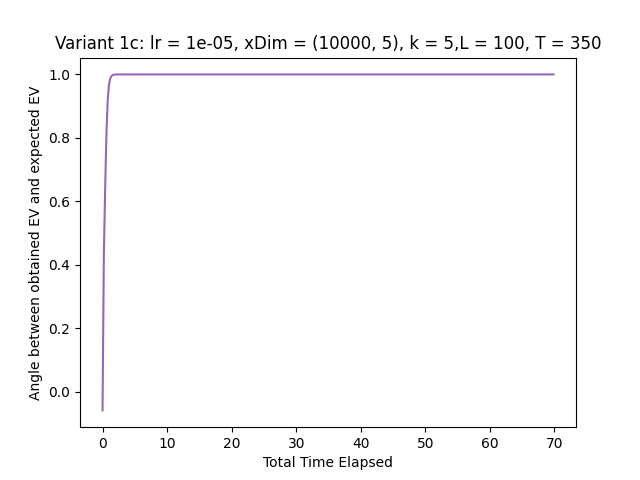 Variant 1c: lr = 1e-05, xDim = (10000, 5), k = 5,L = 100, T = 350
Angle between obtained EV and expected EV
1.0
0.8
0.6
0.4
0.2
0.0
0 10 20 30 40 50 60 70
Total Time Elapsed